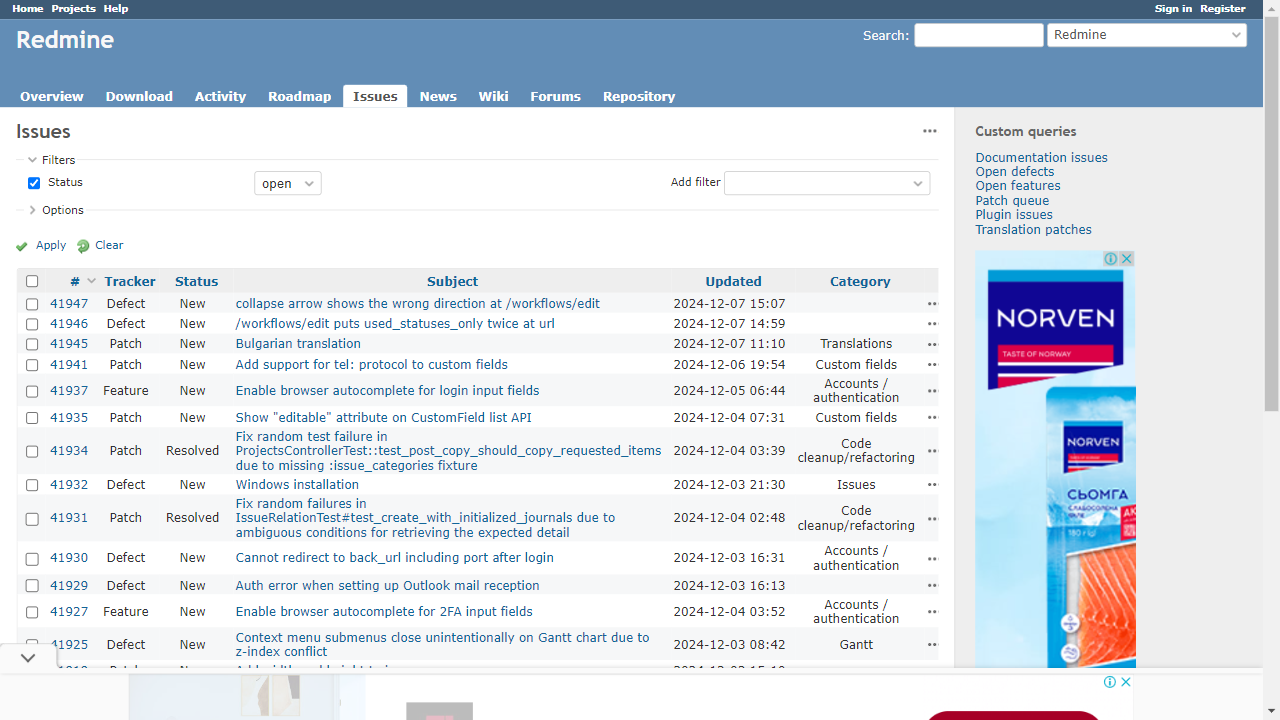 Home Projects Help Sign in Register
Redmine
Search: Redmine
Overview Download Activity Roadmap Issues News Wiki Forums Repository
Issues
Filters
Status open Add filter
Options
Apply Clear
# Tracker Status Subject Updated Category
41947 Defect New collapse arrow shows the wrong direction at /workflows/edit 2024-12-07 15:07
41946 Defect New /workflows/edit puts used_statuses_only twice at url 2024-12-07 14:59
41945 Patch New Bulgarian translation 2024-12-07 11:10 Translations
41941 Patch New Add support for tel: protocol to custom fields 2024-12-06 19:54 Custom fields
41937 Feature New Enable browser autocomplete for login input fields 2024-12-05 06:44 Accounts /
authentication
41935 Patch New Show "editable" attribute on CustomField list API 2024-12-04 07:31 Custom fields
41934 Patch Resolved Fix random test failure in
ProjectsControllerTest::test_post_copy_should_copy_requested_items
due to missing :issue_categories fixture 2024-12-04 03:39 Code
cleanup/refactoring
41932 Defect New Windows installation 2024-12-03 21:30 Issues
41931 Patch Resolved Fix random failures in
IssueRelationTest#test_create_with_initialized_journals due to
ambiguous conditions for retrieving the expected detail 2024-12-04 02:48 Code
cleanup/refactoring
41930 Defect New Cannot redirect to back_url including port after login 2024-12-03 16:31 Accounts /
authentication
41929 Defect New Auth error when setting up Outlook mail reception 2024-12-03 16:13
41927 Feature New Enable browser autocomplete for 2FA input fields 2024-12-04 03:52 Accounts /
authentication
41925 Defect New Context menu submenus close unintentionally on Gantt chart due to
z-index conflict 2024-12-03 08:42 Gantt
Custom queries
Documentation issues
Open defects
Open features
Patch queue
Plugin issues
Translation patches
NORVEN
TASTE OF NORWAY
NORVEN
СЬОМГА
180 г/g